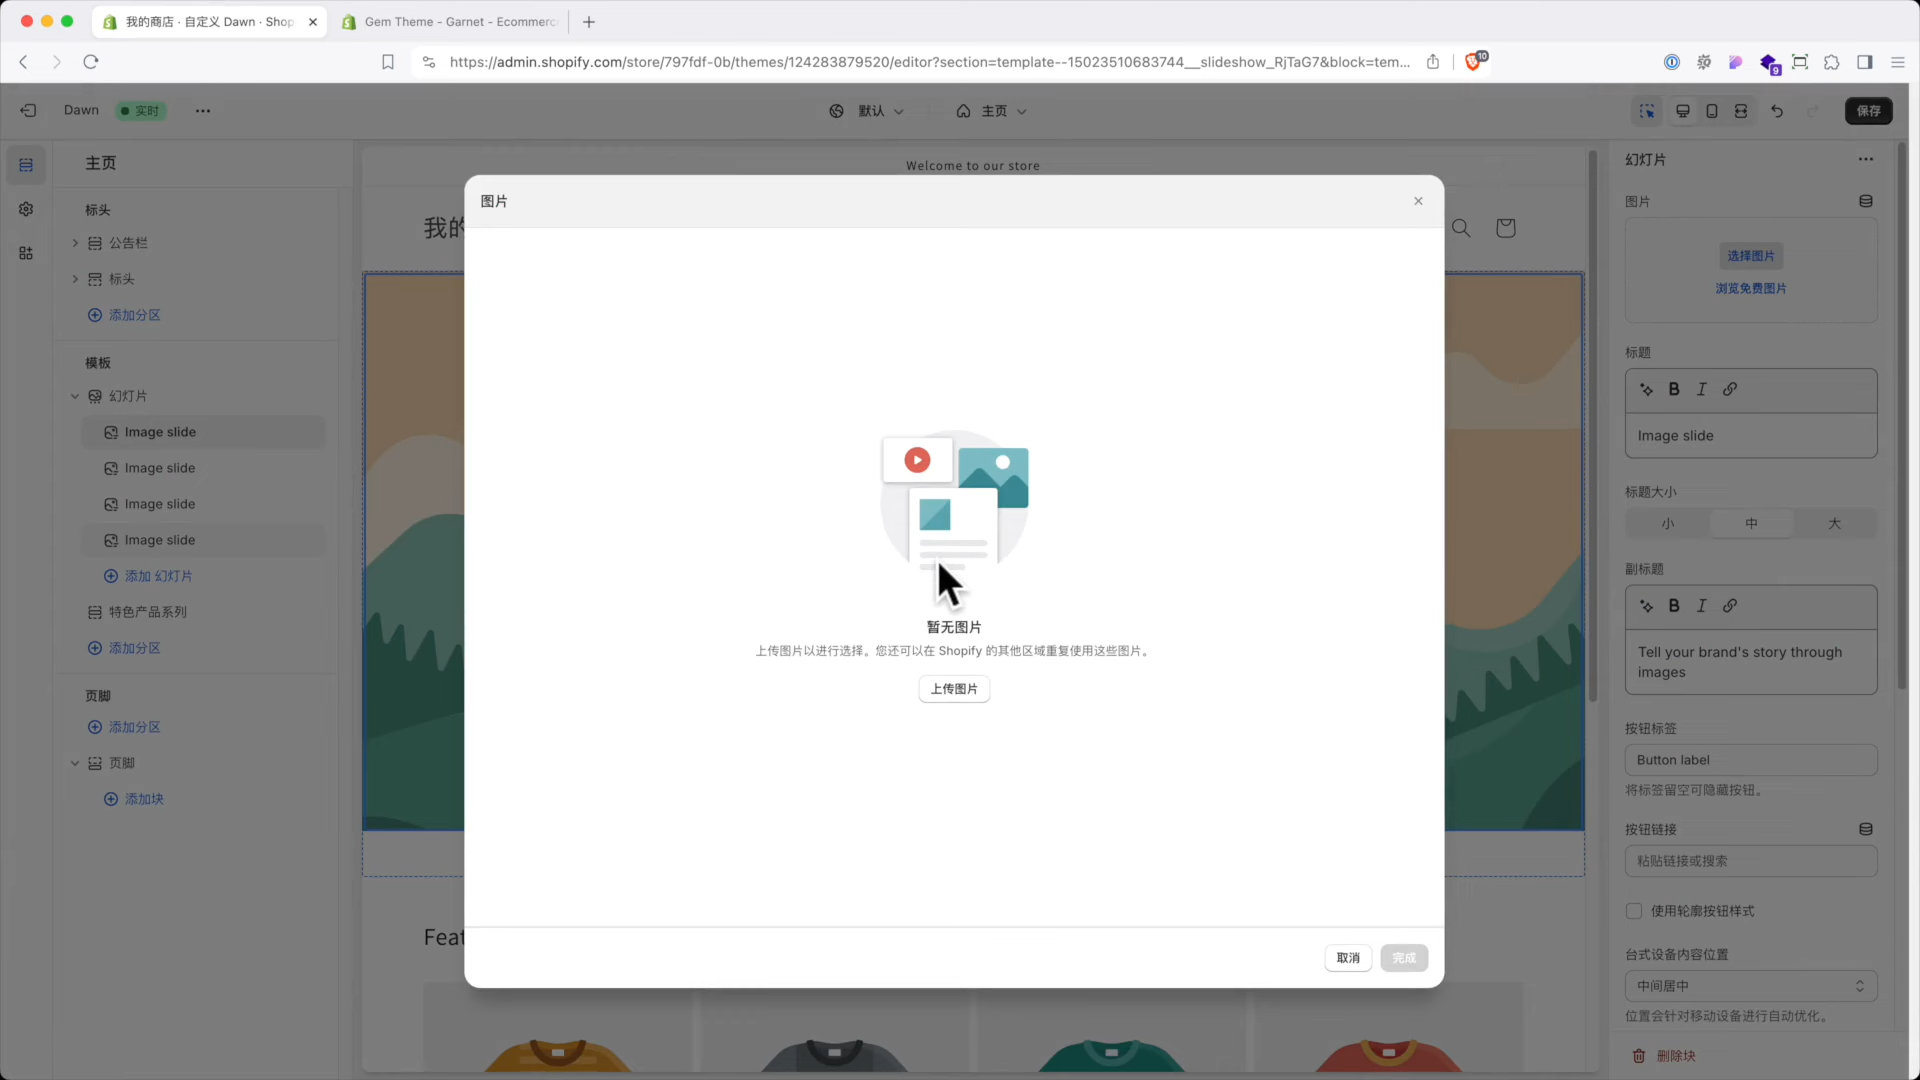 我的商店 · 自定义 Dawn · Shop
Gem Theme - Garnet - Ecommerc
https://admin.shopify.com/store/797fdf-0b/themes/124283879520/editor?section=template--15023510683744__slideshow_RjTaG7&block=tem...
10
9
Dawn
实时
默认
主页
保存
主页
标头
公告栏
标头
添加分区
模板
幻灯片
Image slide
Image slide
Image slide
Image slide
添加 幻灯片
特色产品系列
添加分区
页脚
添加分区
页脚
添加块
Welcome to our store
我的
Feat
图片
暂无图片
上传图片以进行选择。您还可以在 Shopify 的其他区域重复使用这些图片。
上传图片
取消
完成
幻灯片
图片
选择图片
浏览免费图片
标题
B I
Image slide
标题大小
小 中 大
副标题
B I
Tell your brand's story through
images
按钮标签
Button label
将标签留空可隐藏按钮。
按钮链接
粘贴链接或搜索
使用轮廓按钮样式
台式设备内容位置
中间居中
位置会针对移动设备进行自动优化。
删除块